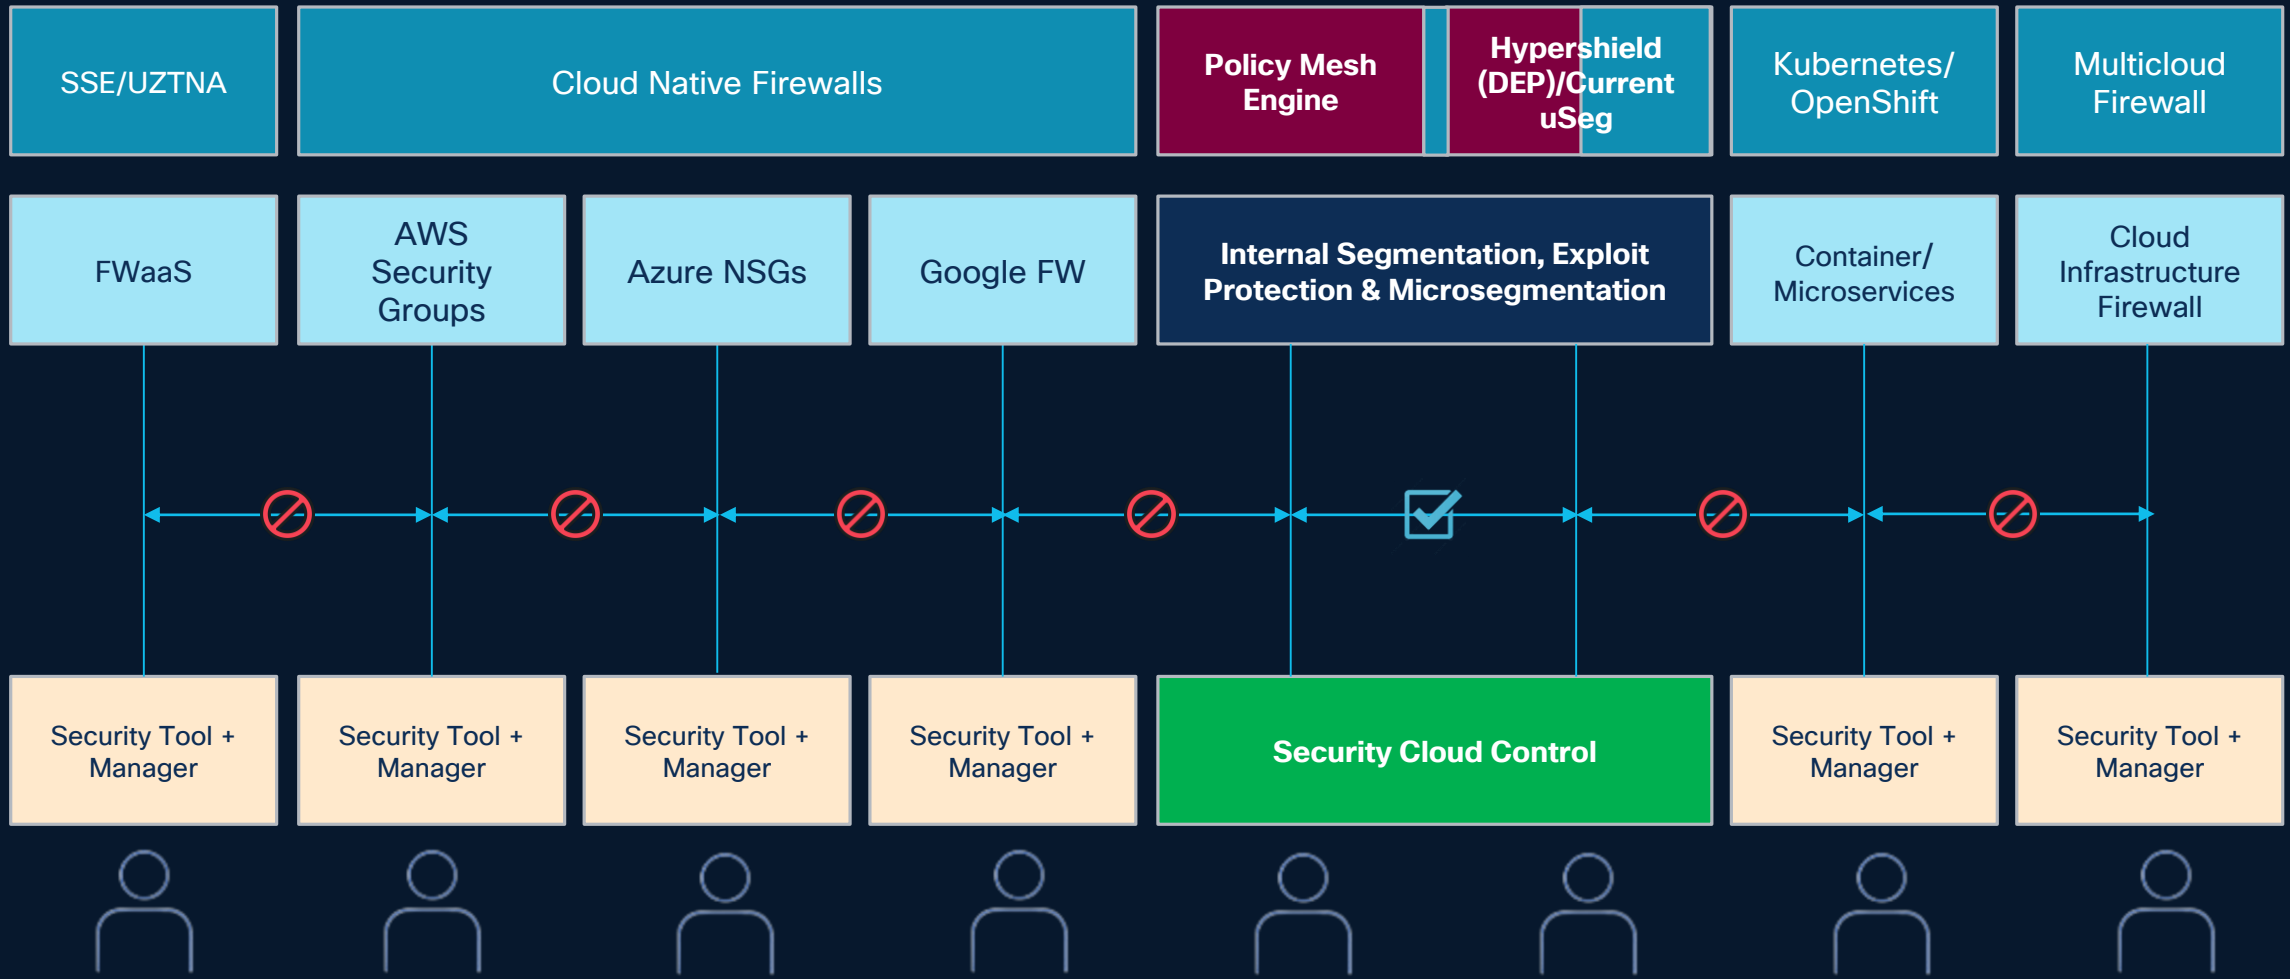 SSE/UZTNA
Cloud Native Firewalls
Policy Mesh
Engine
Hypershield
(DEP)/Current
uSeg
Kubernetes/
OpenShift
Multicloud
Firewall
FWaaS
AWS
Security
Groups
Azure NSGs
Google FW
Internal Segmentation, Exploit
Protection & Microsegmentation
Container/
Microservices
Cloud
Infrastructure
Firewall
Security Tool +
Manager
Security Tool +
Manager
Security Tool +
Manager
Security Tool +
Manager
Security Cloud Control
Security Tool +
Manager
Security Tool +
Manager